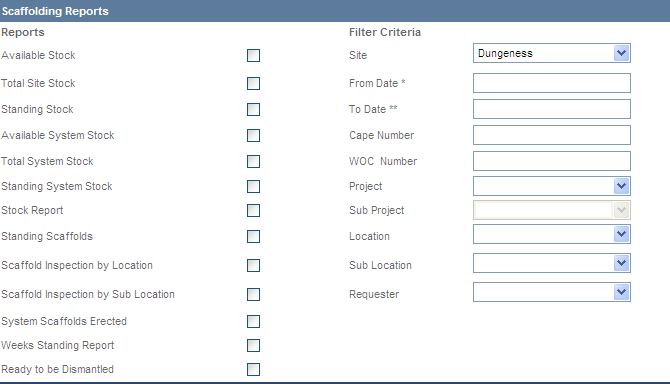 Scaffolding Reports
Reports Filter Criteria
Available Stock Site Dungeness
Total Site Stock From Date *
Standing Stock To Date **
Available System Stock Cape Number
Total System Stock WOC Number
Standing System Stock Project
Stock Report Sub Project
Standing Scaffolds Location
Scaffold Inspection by Location Sub Location
Scaffold Inspection by Sub Location Requester
System Scaffolds Erected
Weeks Standing Report
Ready to be Dismantled